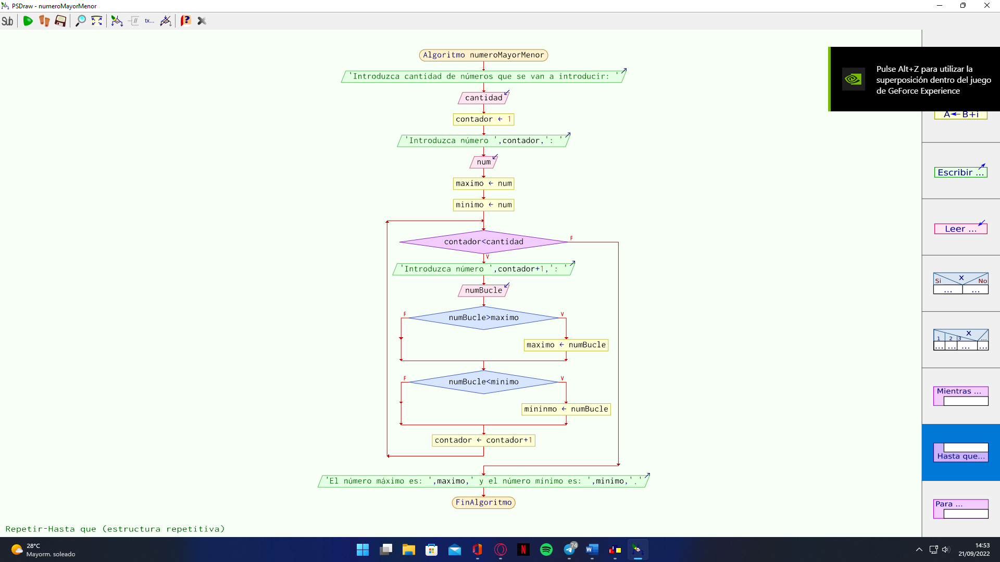 PSDraw - numeroMayorMenor
Sub
//
tx...
?
Algoritmo numeroMayorMenor
'Introduzca cantidad de números que se van a introducir: '
cantidad
contador ← 1
'Introduzca número ',contador,': '
num
maximo ← num
minimo ← num
contador<cantidad
F
V
'Introduzca número ',contador+1,': '
numBucle
F
numBucle>maximo
V
maximo ← numBucle
F
numBucle<minimo
V
mininmo ← numBucle
contador ← contador+1
'El número máximo es: ',maximo,' y el número mínimo es: ',minimo,'.'
FinAlgoritmo
Pulse Alt+Z para utilizar la
superposición dentro del juego
de GeForce Experience
A← B+i
Escribir ...
Leer ...
Si X No
... ...
X
1 2 3 ...
... ... ... ...
Mientras ...
Hasta que...
Para ...
Repetir-Hasta que (estructura repetitiva)
28°C
Mayorm. soleado
N
74
W
14:53
21/09/2022